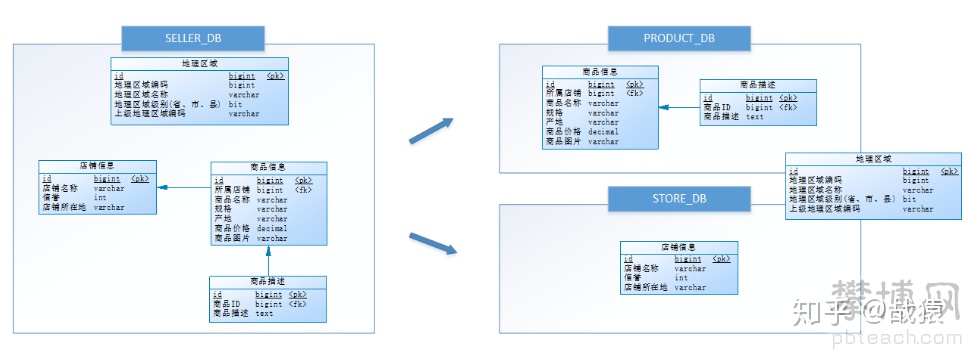 SELLER_DB
地理区域
id bigint <pk>
地理区域编码 bigint
地理区域名称 varchar
地理区域级别(省、市、县) bit
上级地理区域编码 varchar
店铺信息
id bigint <pk>
店铺名称 varchar
信誉 int
店铺所在地 varchar
商品信息
id bigint <pk>
所属店铺 bigint <fk>
商品名称 varchar
规格 varchar
产地 varchar
商品价格 decimal
商品图片 varchar
商品描述
id bigint <pk>
商品ID bigint <fk>
商品描述 text
PRODUCT_DB
商品信息
id bigint <pk>
所属店铺 bigint <fk>
商品名称 varchar
规格 varchar
产地 varchar
商品价格 decimal
商品图片 varchar
商品描述
id bigint <pk>
商品ID bigint <fk>
商品描述 text
地理区域
id bigint <pk>
地理区域编码 bigint
地理区域名称 varchar
地理区域级别(省、市、县) bit
上级地理区域编码 varchar
STORE_DB
店铺信息
id bigint <pk>
店铺名称 varchar
信誉 int
店铺所在地 varchar
攀博网
知乎 @战猿
pbteach.com